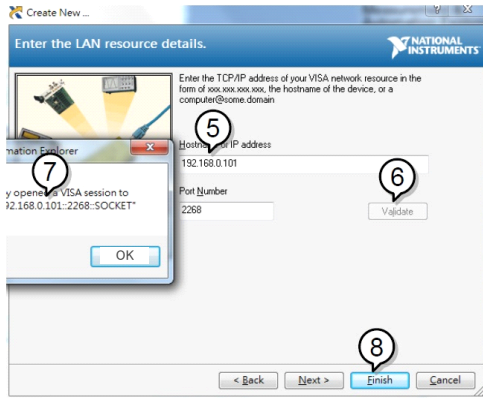 Create New ...
Enter the LAN resource details.
NATIONAL
INSTRUMENTS
Enter the TCP/IP address of your VISA network resource in the
form of xxx.xxx.xxx.xxx, the hostname of the device, or a
computer@some.domain
5
Hostname or IP address
192.168.0.101
mation Explorer
7
y opened a VISA session to
92.168.0.101::2268::SOCKET"
OK
6
Port Number
2268
Validate
8
< Back
Next >
Finish
Cancel